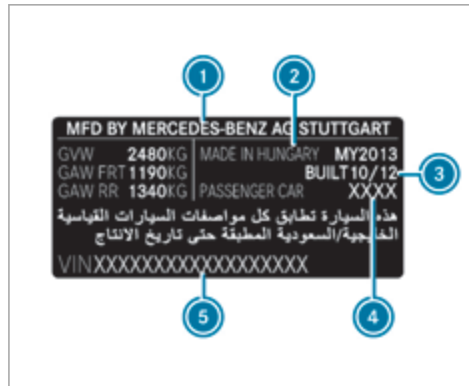 1
2
MFD BY MERCEDES-BENZ AG STUTTGART
GVW 2480KG MADE IN HUNGARY MY2013
GAW FRT 1190KG BUILT 10/12
3
GAW RR 1340KG PASSENGER CAR XXXX
هذه السيارة تطابق كل مواصفات السيارات القياسية
الخليجية/السعودية المطبقة حتى تاريخ الانتاج
VIN XXXXXXXXXXXXXXXXX
5
4